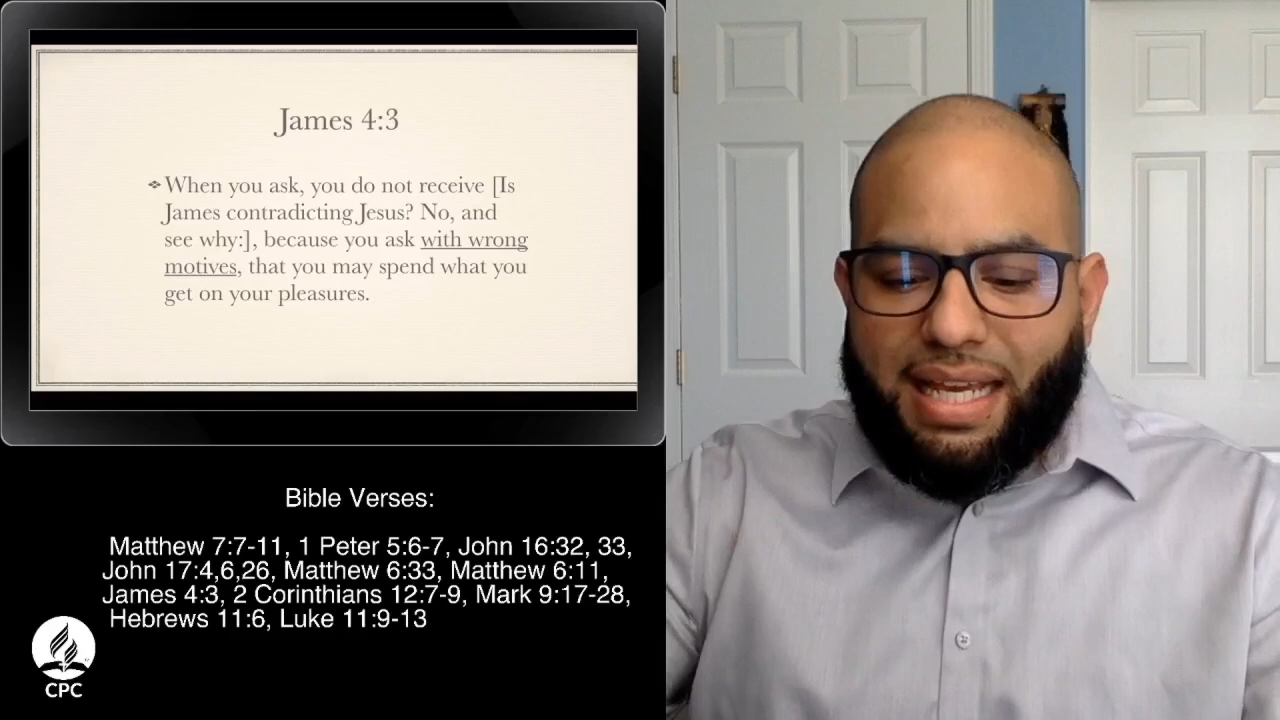 James 4:3
❖ When you ask, you do not receive [Is
James contradicting Jesus? No, and
see why:], because you ask with wrong
motives, that you may spend what you
get on your pleasures.
Bible Verses:
Matthew 7:7-11, 1 Peter 5:6-7, John 16:32, 33,
John 17:4,6,26, Matthew 6:33, Matthew 6:11,
James 4:3, 2 Corinthians 12:7-9, Mark 9:17-28,
Hebrews 11:6, Luke 11:9-13
CPC